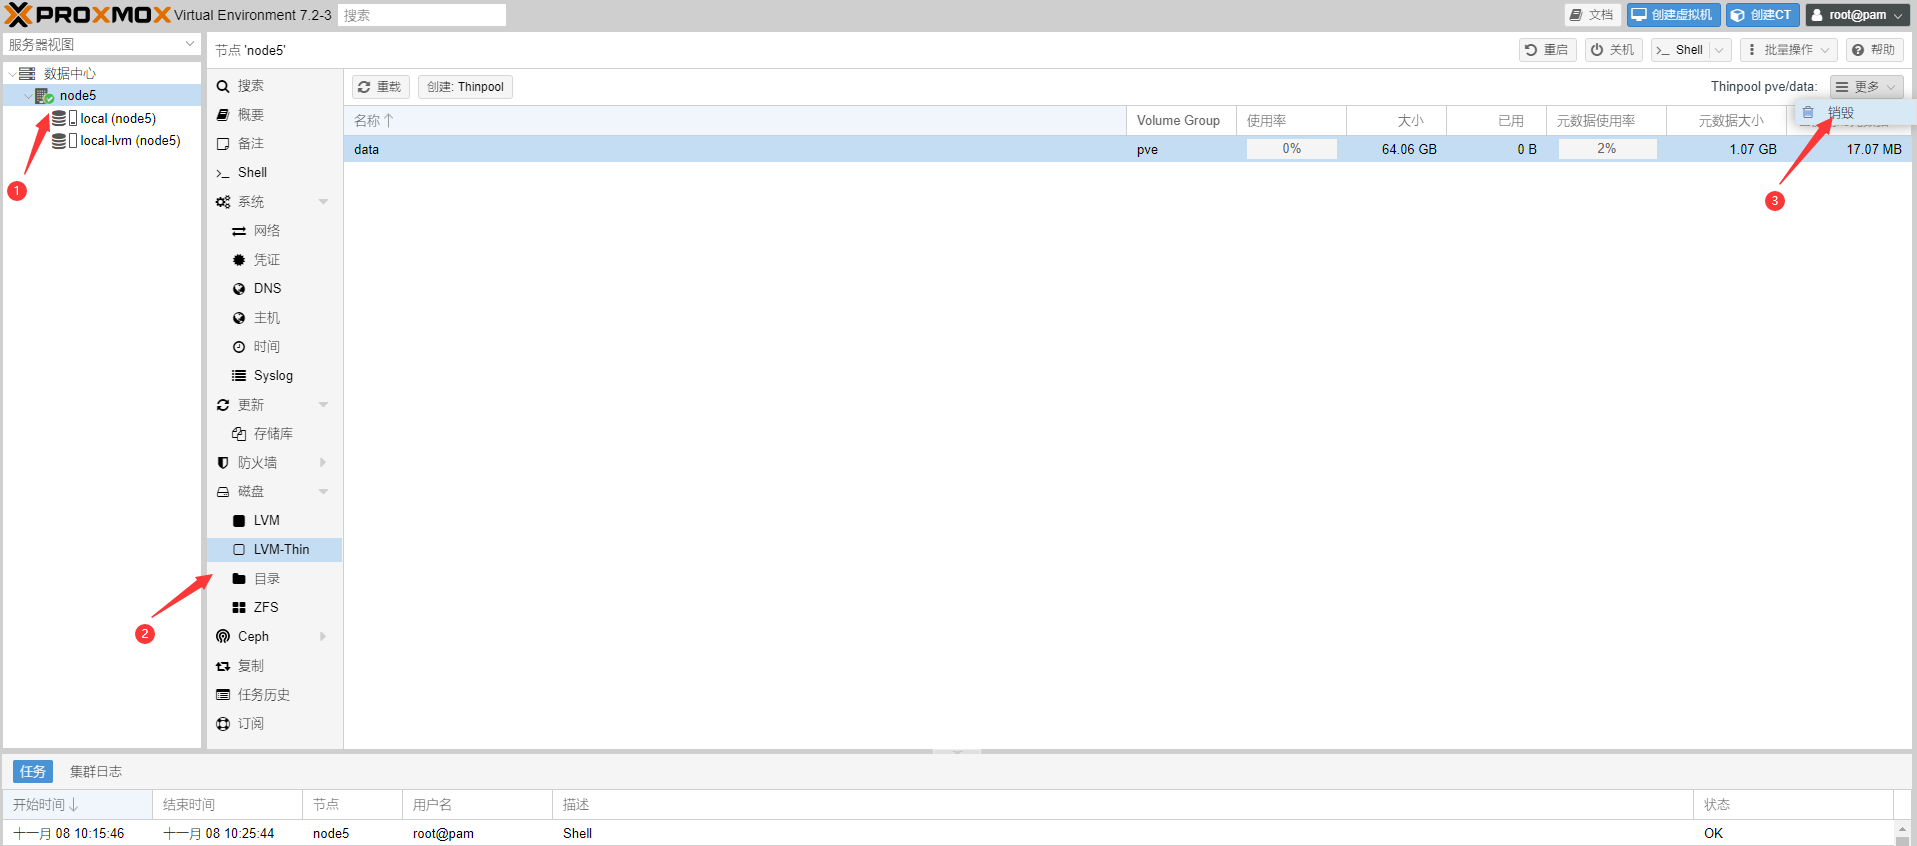 PROXMOX Virtual Environment 7.2-3 搜索 文档 创建虚拟机 创建CT root@pam
服务器视图
数据中心
node5
local (node5)
local-lvm (node5)
1
节点 'node5' 重启 关机 Shell 批量操作 帮助
搜索
概要
备注
Shell
系统
网络
凭证
DNS
主机
时间
Syslog
更新
存储库
防火墙
磁盘
LVM
LVM-Thin
目录
ZFS
Ceph
复制
任务历史
订阅
2
重载 创建: Thinpool Thinpool pve/data: 更多
销毁
名称 Volume Group 使用率 大小 已用 元数据使用率 元数据大小
data pve 0% 64.06 GB 0 B 2% 1.07 GB 17.07 MB
3
任务 集群日志
开始时间 结束时间 节点 用户名 描述 状态
十一月 08 10:15:46 十一月 08 10:25:44 node5 root@pam Shell OK